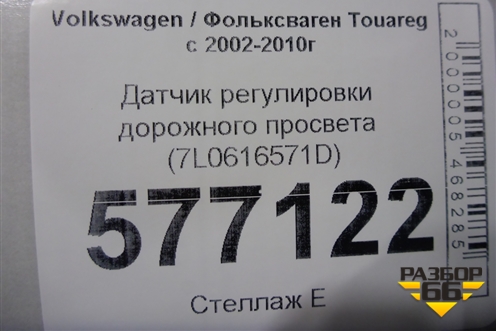 Volkswagen / Фольксваген Touareg
с 2002-2010г
Датчик регулировки
дорожного просвета
(7L0616571D)
577122
Стеллаж Е
2000005468285
РАЗБОР
66